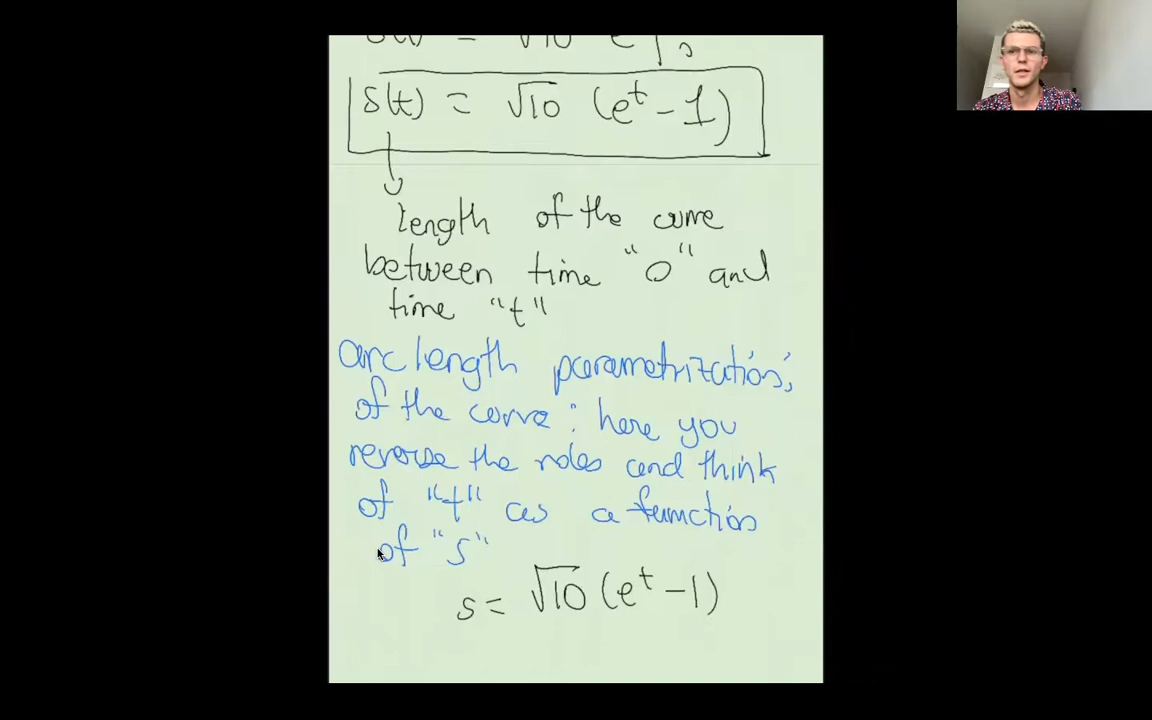 s(t) = √10 (e^t - 1)
length of the curve
between time "0" and
time "t"
arc length parametrization
of the curve: here you
reverse the roles and think
of "t" as a function
of "s"
s = √10 (e^t - 1)